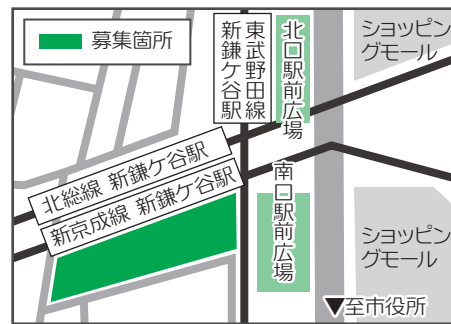 募集箇所
東武野田線
新鎌ケ谷駅
北口駅前広場
ショッピン
グモール
北総線 新鎌ケ谷駅
新京成線 新鎌ケ谷駅
南口駅前広場
ショッピン
グモール
▼至市役所